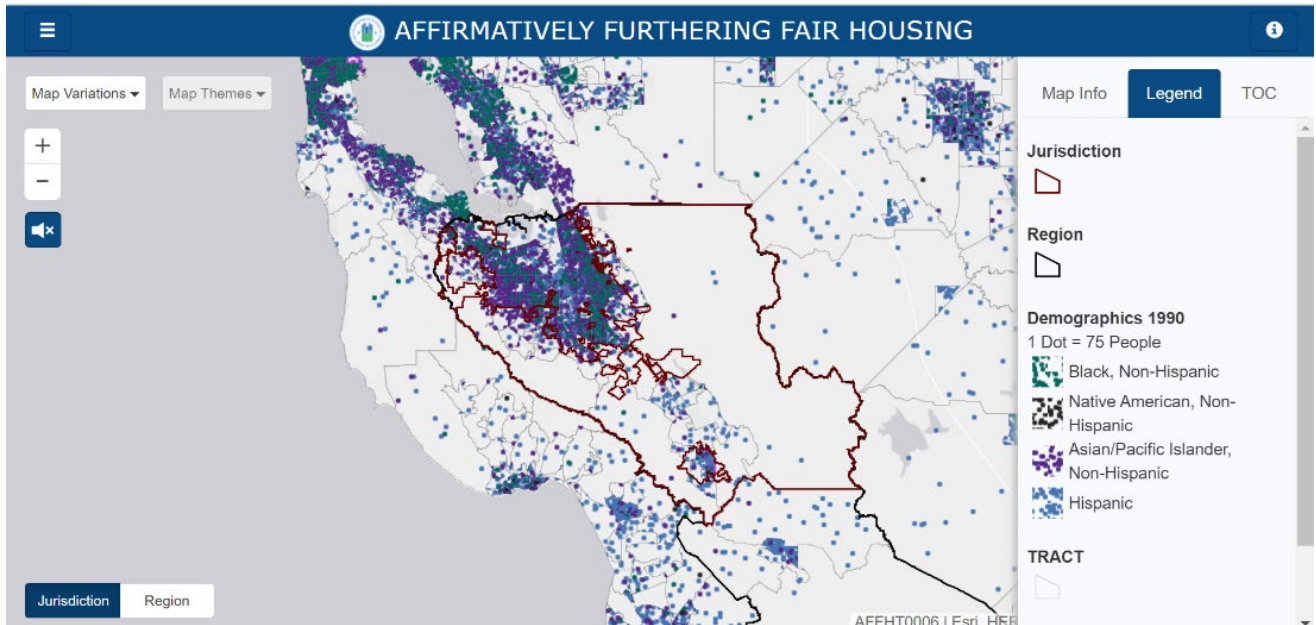 AFFIRMATIVELY FURTHERING FAIR HOUSING
Map Variations
Map Themes
+
−
Jurisdiction
Region
Map Info
Legend
TOC
Jurisdiction
Region
Demographics 1990
1 Dot = 75 People
Black, Non-Hispanic
Native American, Non-
Hispanic
Asian/Pacific Islander,
Non-Hispanic
Hispanic
TRACT
AFFHT0006 | Esri,